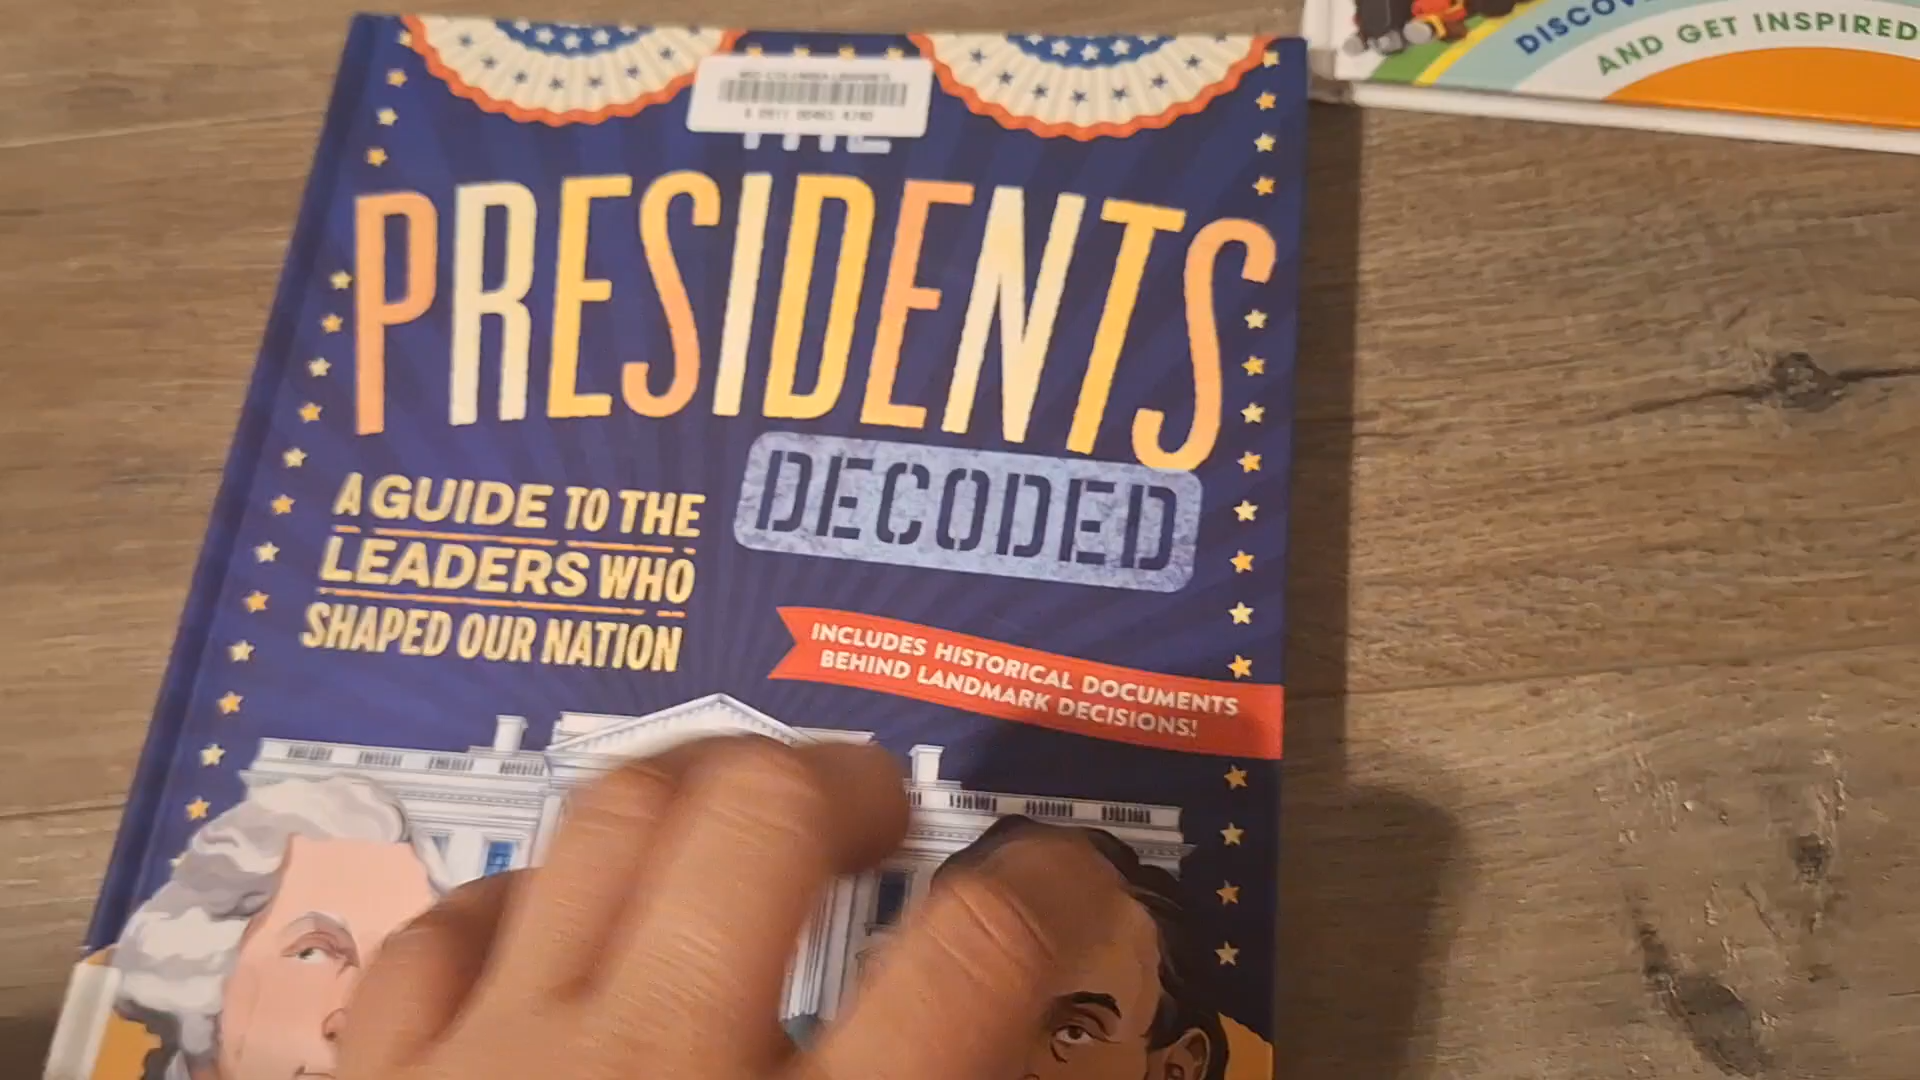 THE
PRESIDENTS
DECODED
A GUIDE TO THE
LEADERS WHO
SHAPED OUR NATION
INCLUDES HISTORICAL DOCUMENTS
BEHIND LANDMARK DECISIONS!
AND GET INSPIRED